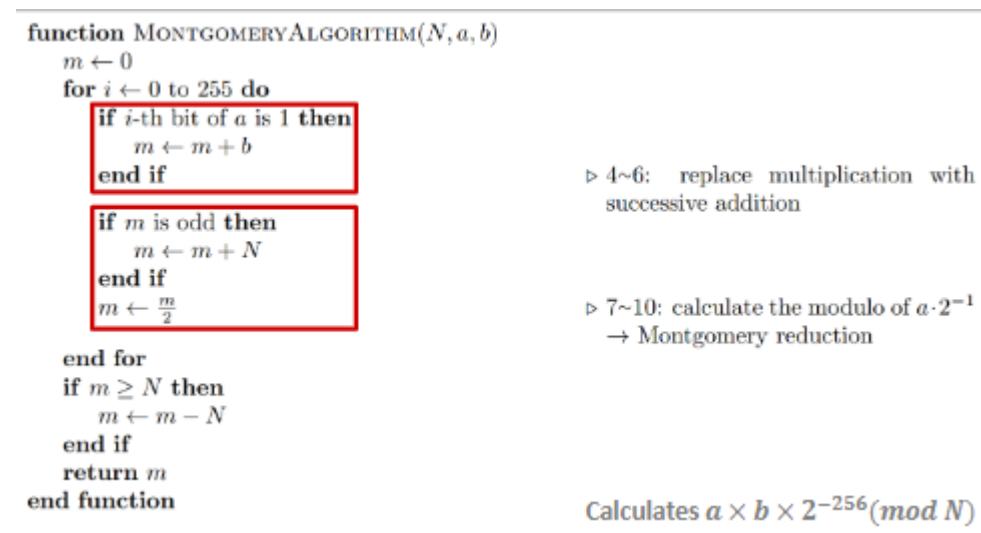 function MONTGOMERYALGORITHM(N, a, b)
m ← 0
for i ← 0 to 255 do
if i-th bit of a is 1 then
m ← m + b
end if
▷ 4~6: replace multiplication with
successive addition
if m is odd then
m ← m + N
end if
m ← m/2
▷ 7~10: calculate the modulo of a·2⁻¹
→ Montgomery reduction
end for
if m ≥ N then
m ← m − N
end if
return m
end function
Calculates a × b × 2⁻²⁵⁶(mod N)